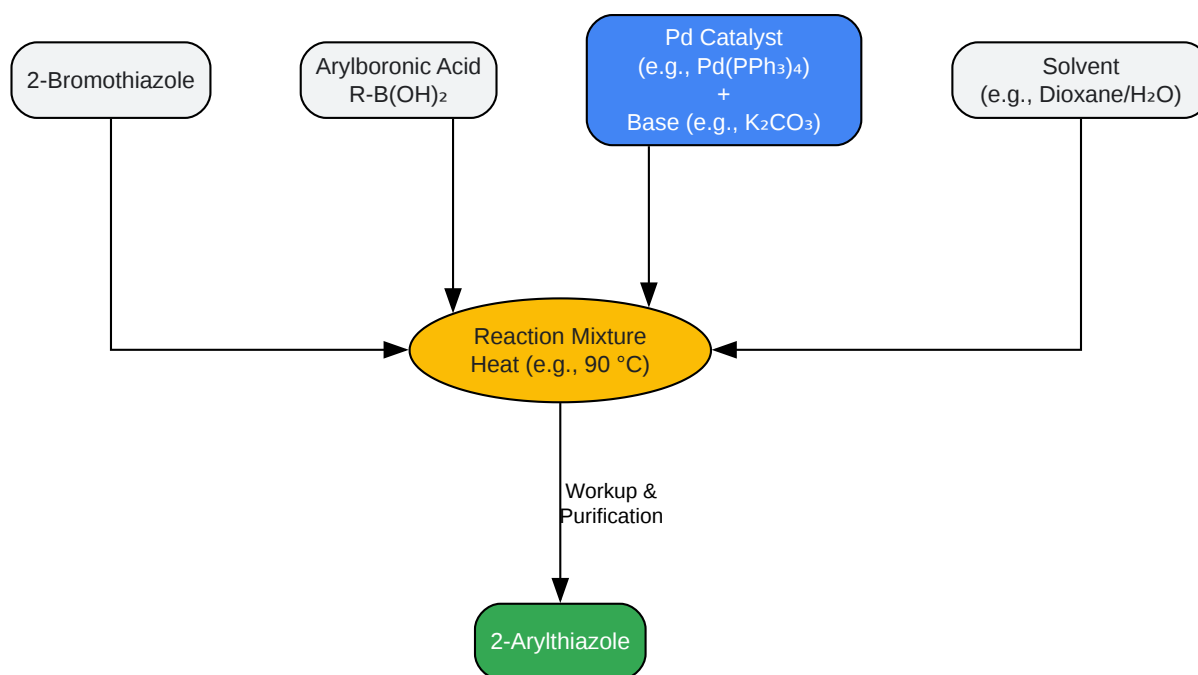 2-Bromothiazole
Arylboronic Acid
R-B(OH)₂
Pd Catalyst
(e.g., Pd(PPh₃)₄)
+
Base (e.g., K₂CO₃)
Solvent
(e.g., Dioxane/H₂O)
Reaction Mixture
Heat (e.g., 90 °C)
Workup &
Purification
2-Arylthiazole